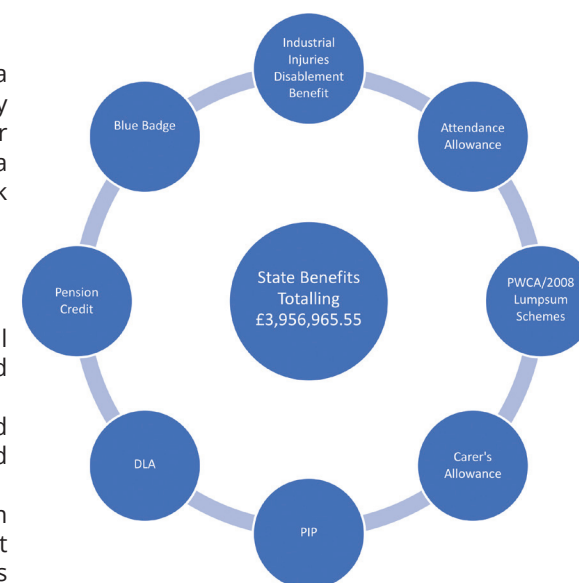 a
y
r
a
k
l
d
d
d
n
t
s
Industrial
Injuries
Disablement
Benefit
Attendance
Allowance
PWCA/2008
Lumpsum
Schemes
Carer's
Allowance
PIP
DLA
Pension
Credit
Blue Badge
State Benefits
Totalling
£3,956,965.55